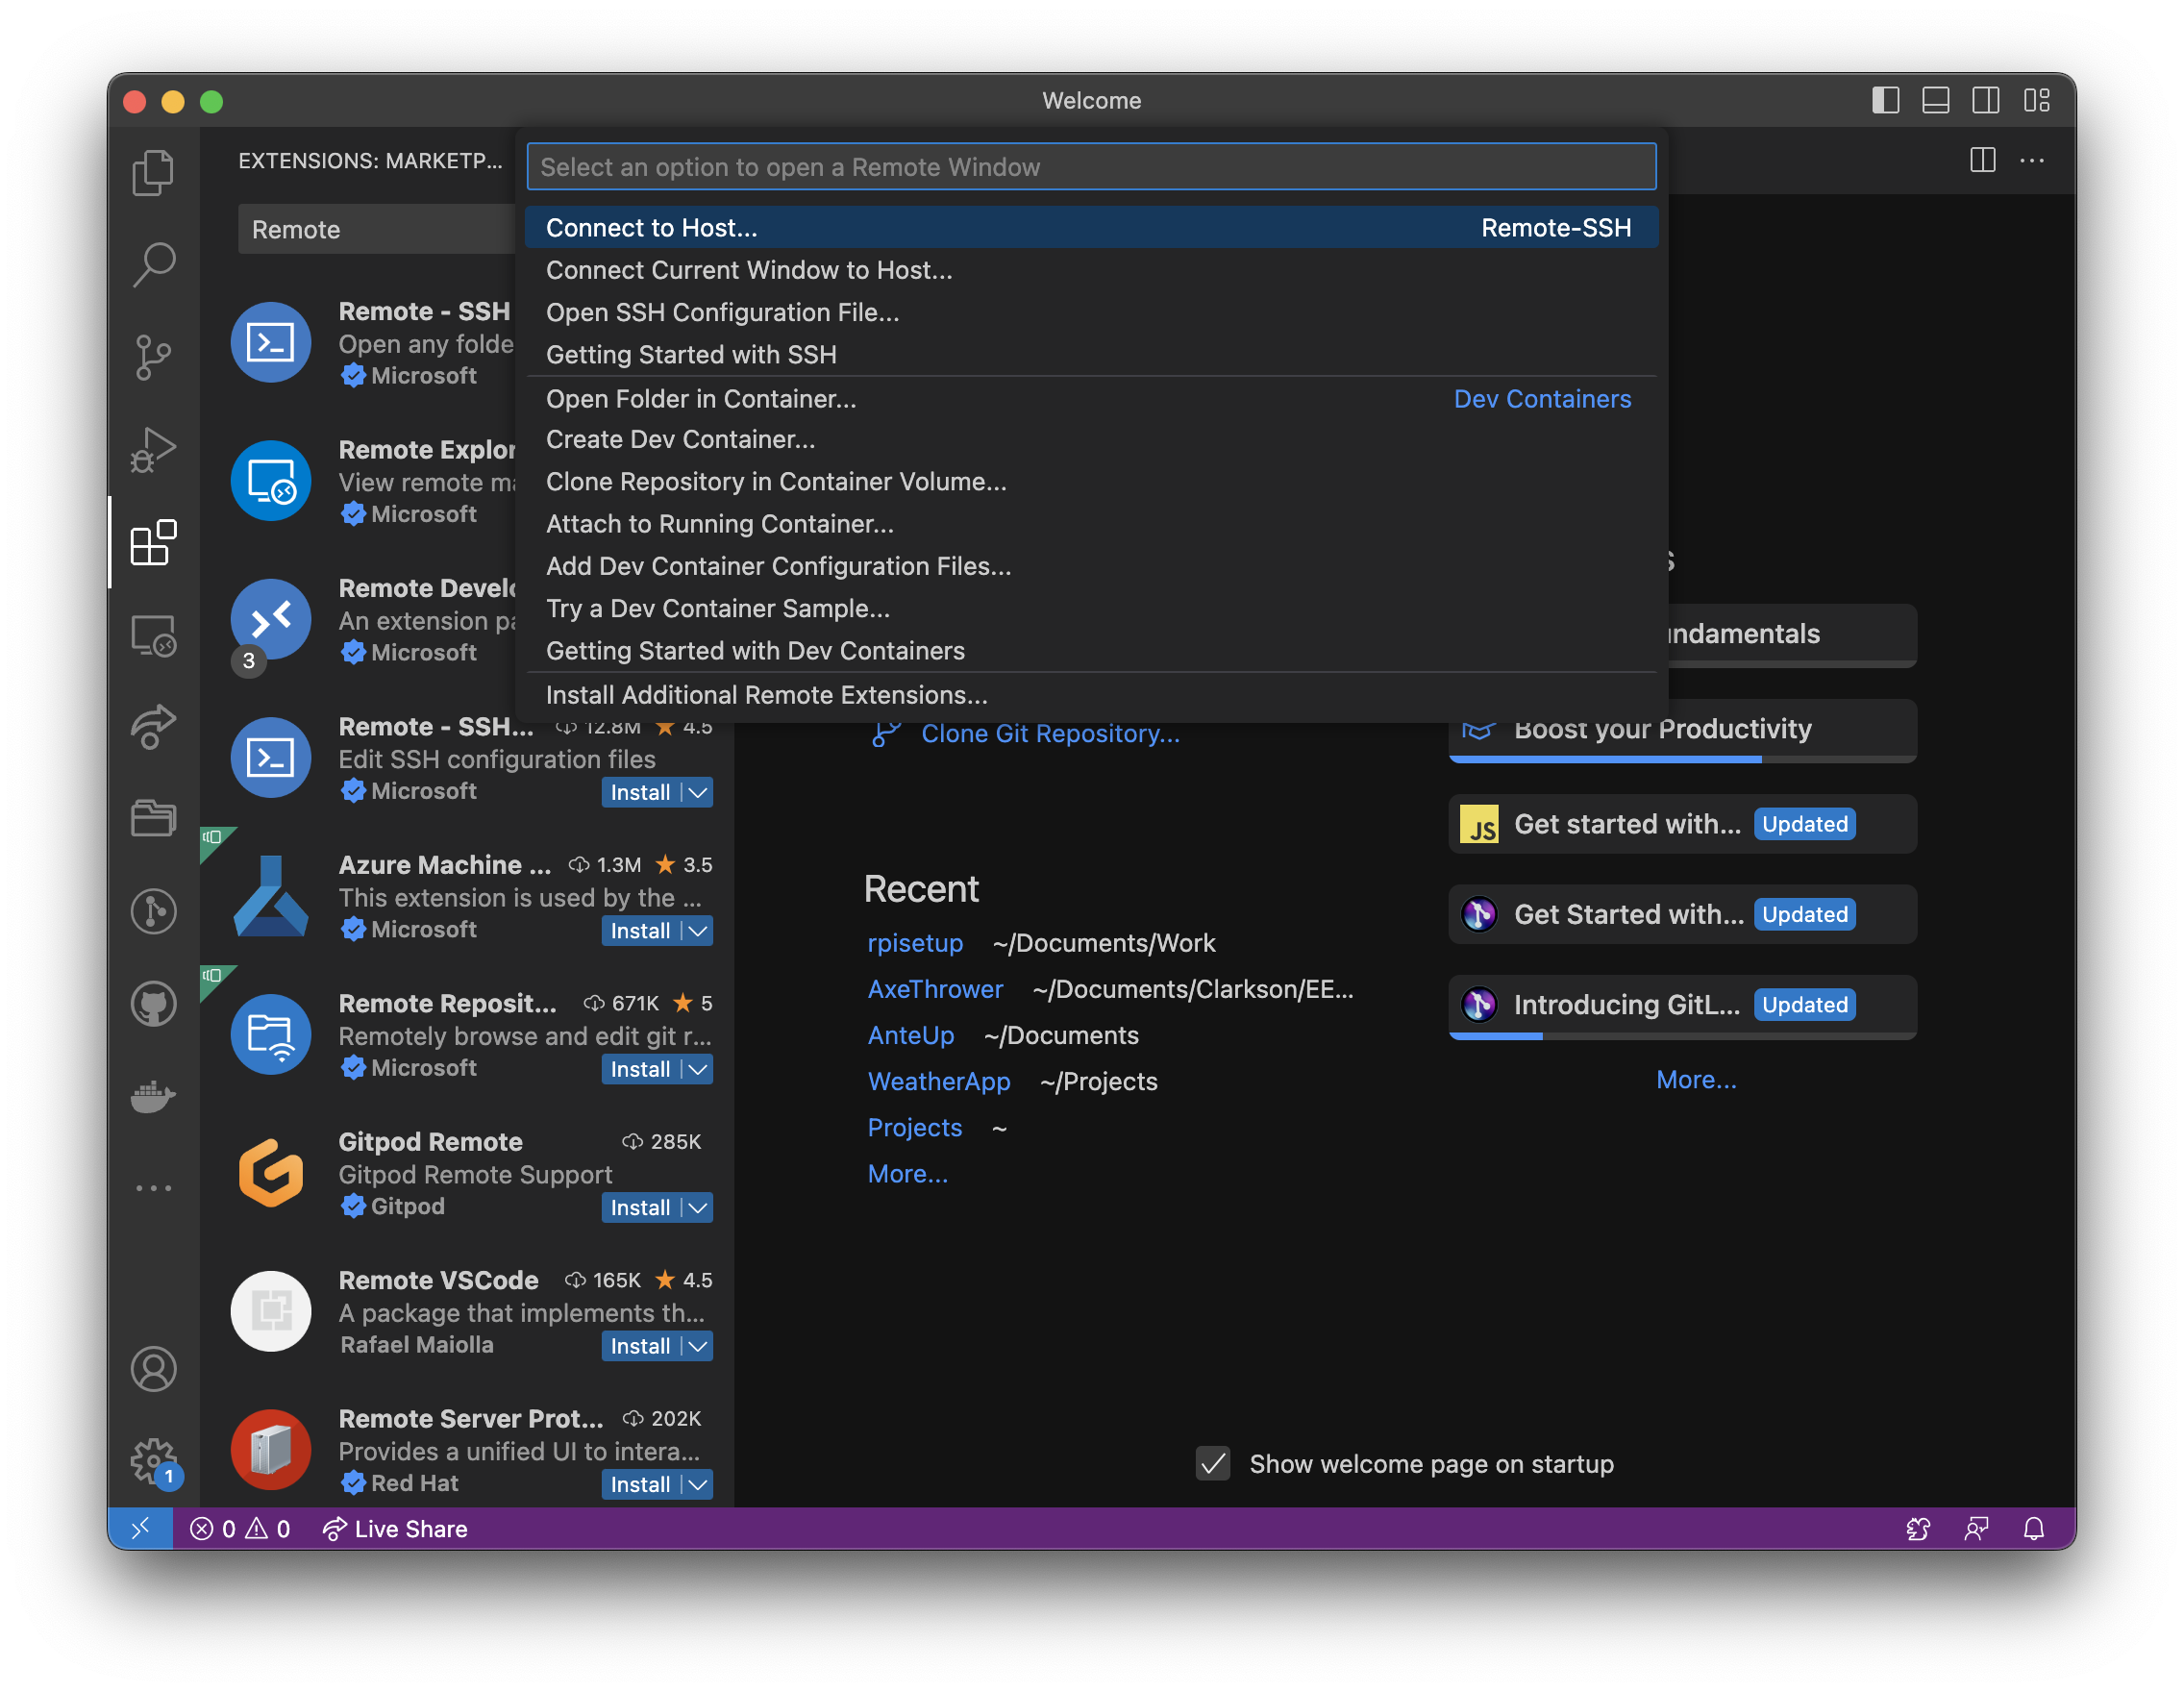 Welcome
EXTENSIONS: MARKETP...
Remote
Select an option to open a Remote Window
Connect to Host... Remote-SSH
Connect Current Window to Host...
Open SSH Configuration File...
Getting Started with SSH
Open Folder in Container... Dev Containers
Create Dev Container...
Clone Repository in Container Volume...
Attach to Running Container...
Add Dev Container Configuration Files...
Try a Dev Container Sample...
Getting Started with Dev Containers
Install Additional Remote Extensions...
Remote - SSH
Open any folde
Microsoft
Remote Explor
View remote ma
Microsoft
Remote Develo
An extension pa
Microsoft
3
Remote - SSH... 12.8M 4.5
Edit SSH configuration files
Microsoft Install
Azure Machine ... 1.3M 3.5
This extension is used by the ...
Microsoft Install
Remote Reposit... 671K 5
Remotely browse and edit git r...
Microsoft Install
Gitpod Remote 285K
Gitpod Remote Support
Gitpod Install
Remote VSCode 165K 4.5
A package that implements th...
Rafael Maiolla Install
Remote Server Prot... 202K
Provides a unified UI to intera...
Red Hat Install
1
Clone Git Repository...
Recent
rpisetup ~/Documents/Work
AxeThrower ~/Documents/Clarkson/EE...
AnteUp ~/Documents
WeatherApp ~/Projects
Projects ~
More...
s
undamentals
Boost your Productivity
JS Get started with... Updated
Get Started with... Updated
Introducing GitL... Updated
More...
Show welcome page on startup
0 0 Live Share